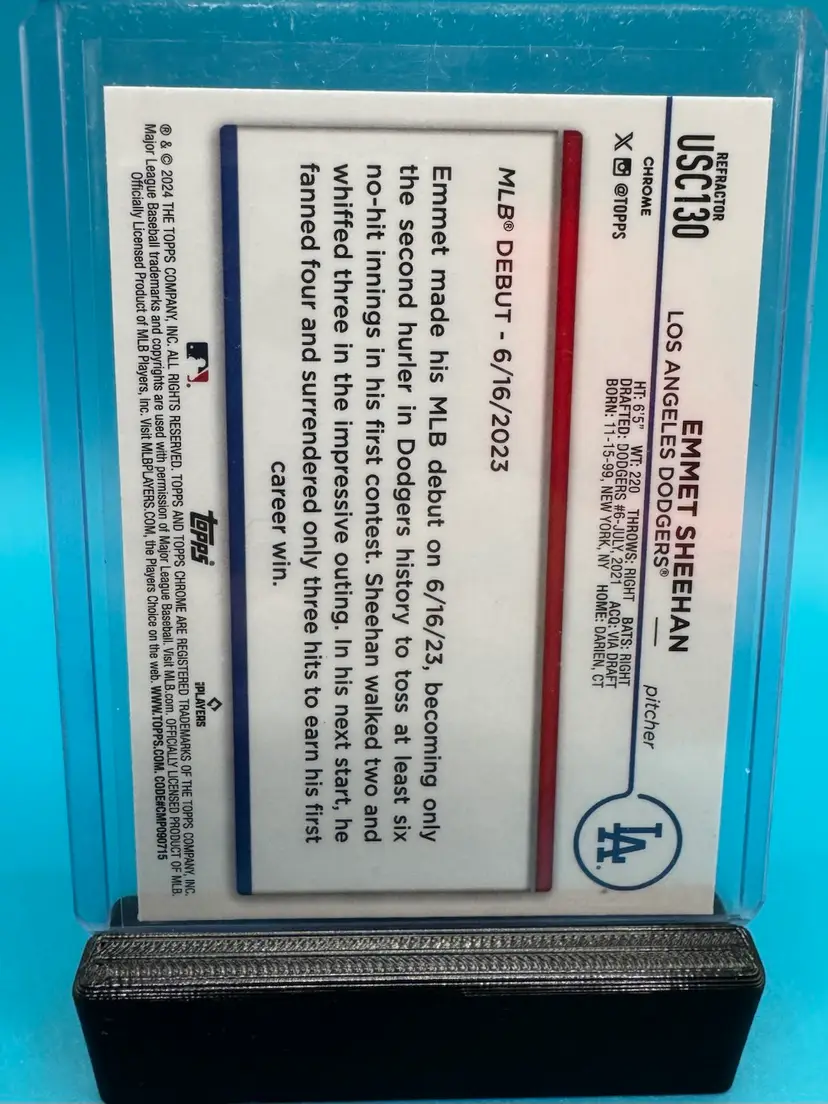 REFRACTOR
USC130
CHROME
X @TOPPS
EMMET SHEEHAN
LOS ANGELES DODGERS® pitcher
HT: 6'5" WT: 220 THROWS: RIGHT BATS: RIGHT
DRAFTED: DODGERS #6-JULY, 2021 ACQ: VIA DRAFT
BORN: 11-15-99, NEW YORK, NY HOME: DARIEN, CT
LA
MLB® DEBUT - 6/16/2023
Emmet made his MLB debut on 6/16/23, becoming only
the second hurler in Dodgers history to toss at least six
no-hit innings in his first contest. Sheehan walked two and
whiffed three in the impressive outing. In his next start, he
fanned four and surrendered only three hits to earn his first
career win.
topps
PLAYERS
® & © 2024 THE TOPPS COMPANY, INC. ALL RIGHTS RESERVED. TOPPS AND TOPPS CHROME ARE REGISTERED TRADEMARKS OF THE TOPPS COMPANY, INC.
Major League Baseball trademarks and copyrights are used with permission of Major League Baseball. Visit MLB.com. OFFICIALLY LICENSED PRODUCT OF MLB
Officially Licensed Product of MLB Players, Inc. Visit MLBPLAYERS.COM, the Players Choice on the web. WWW.TOPPS.COM. CODE#CMP090715